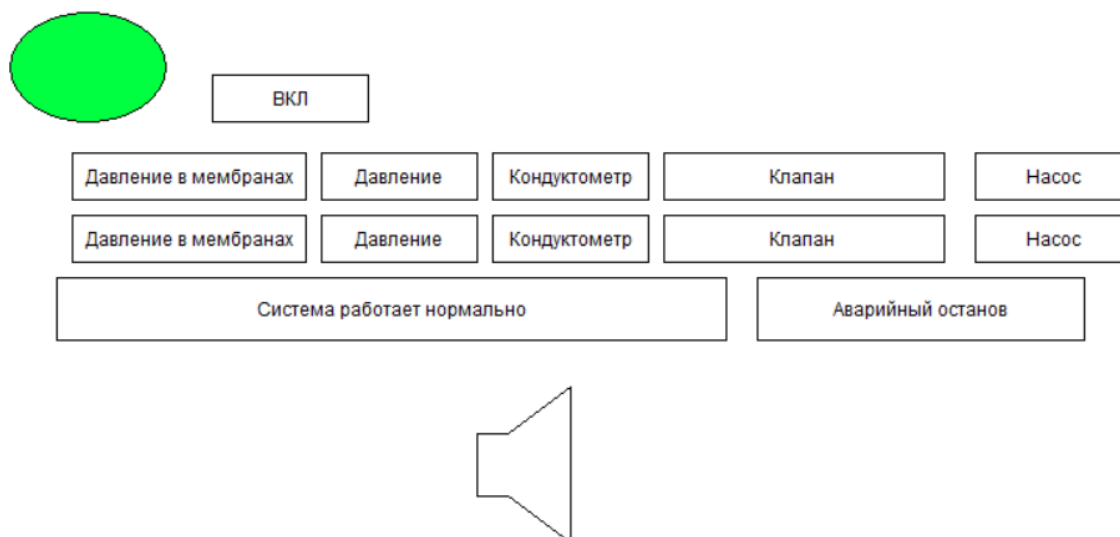 ВКЛ
Давление в мембранах Давление Кондуктометр Клапан Насос
Давление в мембранах Давление Кондуктометр Клапан Насос
Система работает нормально Аварийный останов